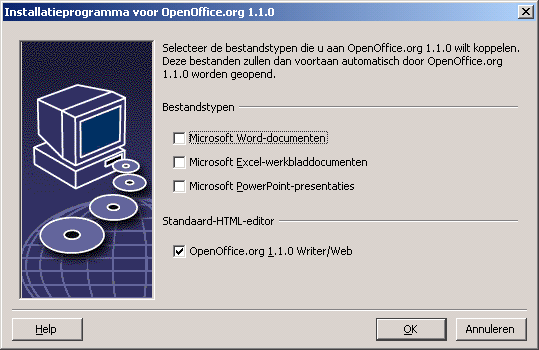 Installatieprogramma voor OpenOffice.org 1.1.0
Selecteer de bestandstypen die u aan OpenOffice.org 1.1.0 wilt koppelen.
Deze bestanden zullen dan voortaan automatisch door OpenOffice.org
1.1.0 worden geopend.
Bestandstypen
Microsoft Word-documenten
Microsoft Excel-werkbladdocumenten
Microsoft PowerPoint-presentaties
Standaard-HTML-editor
OpenOffice.org 1.1.0 Writer/Web
Help
OK
Annuleren